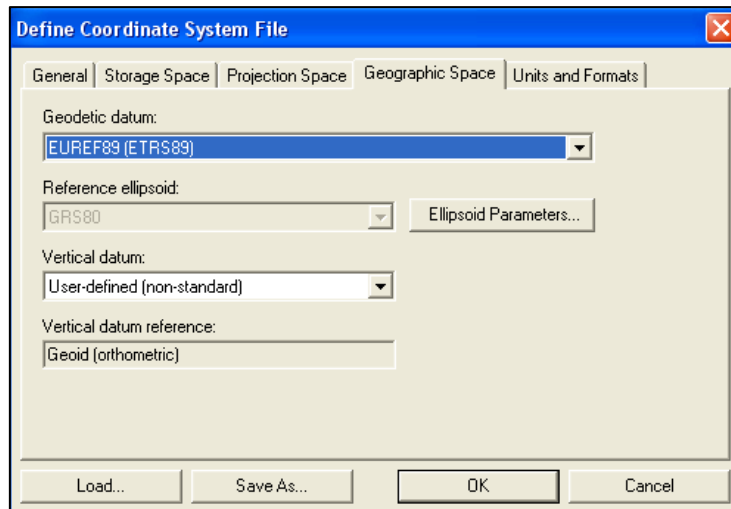 Define Coordinate System File
General
Storage Space
Projection Space
Geographic Space
Units and Formats
Geodetic datum:
EUREF89 (ETRS89)
Reference ellipsoid:
GRS80
Ellipsoid Parameters...
Vertical datum:
User-defined (non-standard)
Vertical datum reference:
Geoid (orthometric)
Load...
Save As...
OK
Cancel